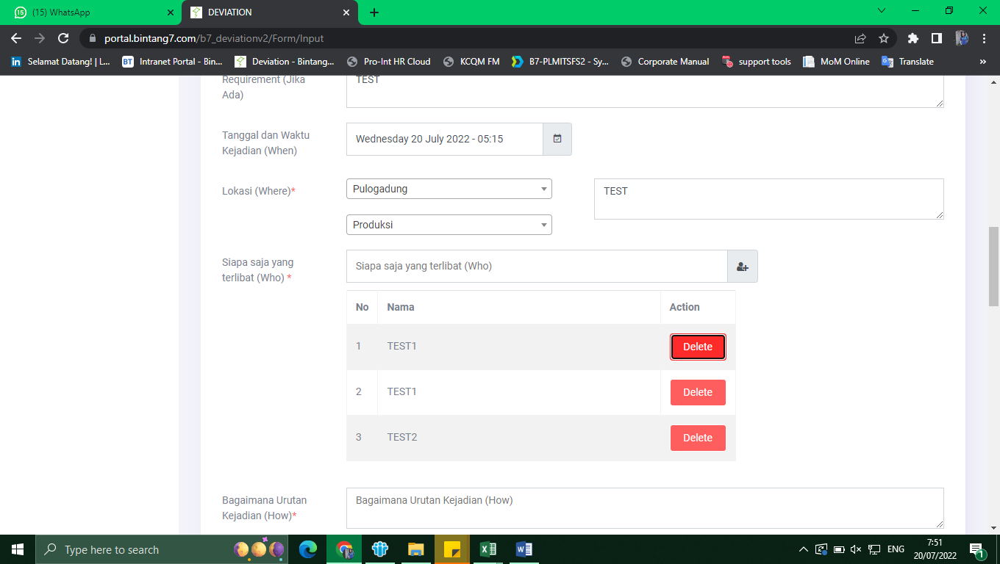 15 (15) WhatsApp
DEVIATION
portal.bintang7.com/b7_deviationv2/Form/Input
in Selamat Datang! | L...
BT Intranet Portal - Bin...
Deviation - Bintang...
Pro-Int HR Cloud
KCQM FM
B7-PLMITSFS2 - Sy...
Corporate Manual
support tools
MoM Online
Translate
»
Requirement (Jika
Ada)
TEST
Tanggal dan Waktu
Kejadian (When)
Wednesday 20 July 2022 - 05:15
Lokasi (Where)*
Pulogadung
TEST
Produksi
Siapa saja yang
terlibat (Who) *
Siapa saja yang terlibat (Who)
No Nama Action
1 TEST1 Delete
2 TEST1 Delete
3 TEST2 Delete
Bagaimana Urutan
Kejadian (How)*
Bagaimana Urutan Kejadian (How)
Type here to search
ENG
7:51
20/07/2022
1